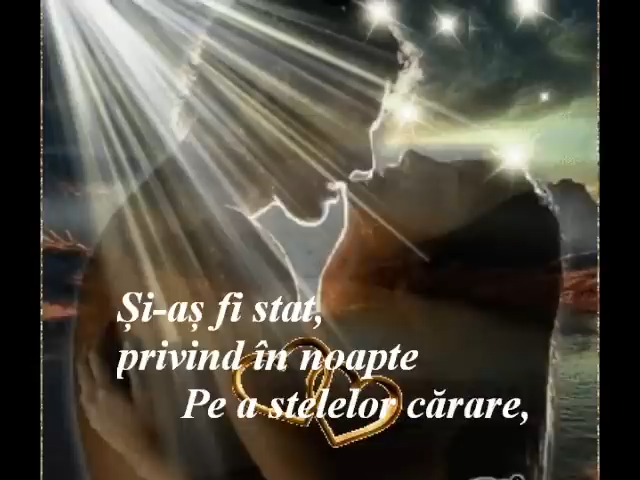 Și-aș fi stat,
privind în noapte
Pe a stelelor cărare,